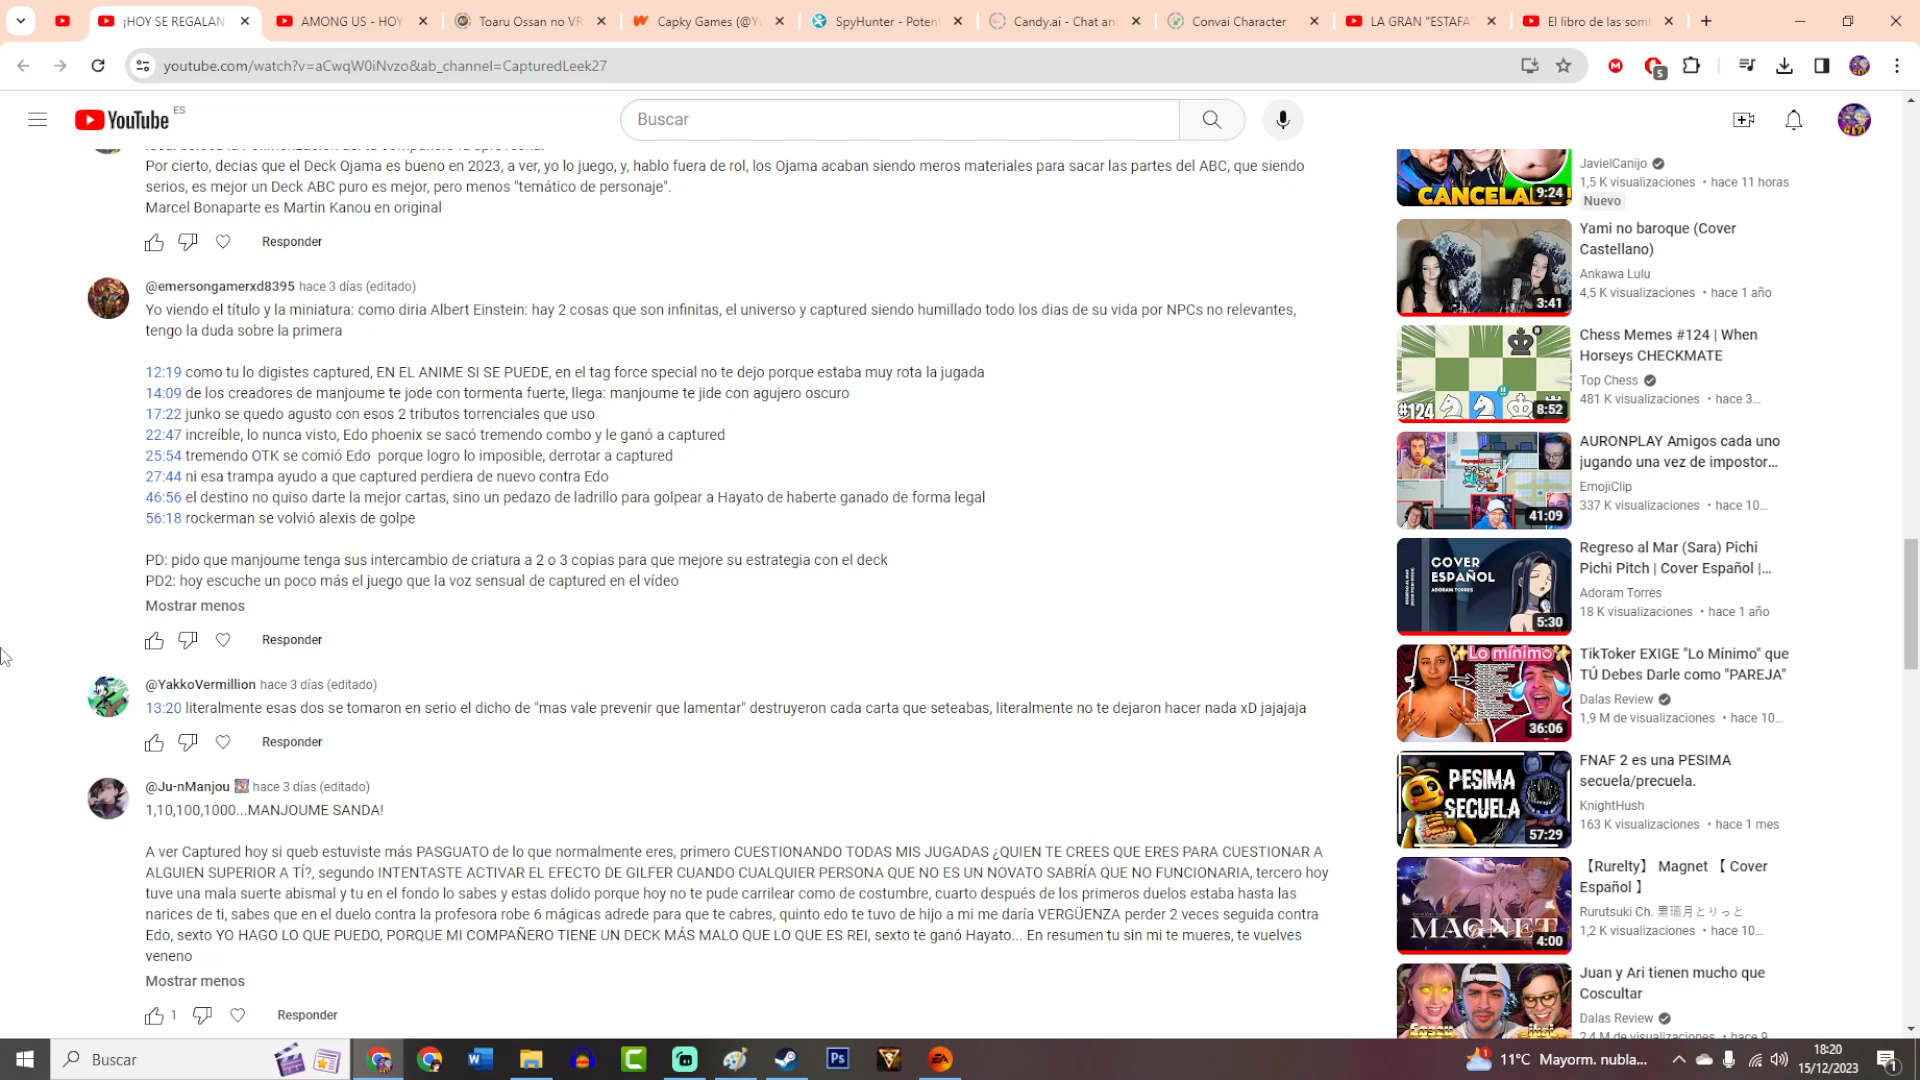 ¡HOY SE REGALAN
AMONG US - HOY
Toaru Ossan no VR
Capky Games (@Y
SpyHunter - Poten
Candy.ai - Chat an
Convai Character
LA GRAN "ESTAFA"
El libro de las som
youtube.com/watch?v=aCwqW0iNvzo&ab_channel=CapturedLeek27
5
YouTube ES
Buscar
Por cierto, decias que el Deck Ojama es bueno en 2023, a ver, yo lo juego, y, hablo fuera de rol, los Ojama acaban siendo meros materiales para sacar las partes del ABC, que siendo
serios, es mejor un Deck ABC puro es mejor, pero menos "temático de personaje".
Marcel Bonaparte es Martin Kanou en original
Responder
@emersongamerxd8395 hace 3 días (editado)
Yo viendo el título y la miniatura: como diria Albert Einstein: hay 2 cosas que son infinitas, el universo y captured siendo humillado todo los dias de su vida por NPCs no relevantes,
tengo la duda sobre la primera
12:19 como tu lo digistes captured, EN EL ANIME SI SE PUEDE, en el tag force special no te dejo porque estaba muy rota la jugada
14:09 de los creadores de manjoume te jode con tormenta fuerte, llega: manjoume te jide con agujero oscuro
17:22 junko se quedo agusto con esos 2 tributos torrenciales que uso
22:47 increíble, lo nunca visto, Edo phoenix se sacó tremendo combo y le ganó a captured
25:54 tremendo OTK se comió Edo porque logro lo imposible, derrotar a captured
27:44 ni esa trampa ayudo a que captured perdiera de nuevo contra Edo
46:56 el destino no quiso darte la mejor cartas, sino un pedazo de ladrillo para golpear a Hayato de haberte ganado de forma legal
56:18 rockerman se volvió alexis de golpe
PD: pido que manjoume tenga sus intercambio de criatura a 2 o 3 copias para que mejore su estrategia con el deck
PD2: hoy escuche un poco más el juego que la voz sensual de captured en el vídeo
Mostrar menos
Responder
@YakkoVermillion hace 3 días (editado)
13:20 literalmente esas dos se tomaron en serio el dicho de "mas vale prevenir que lamentar" destruyeron cada carta que seteabas, literalmente no te dejaron hacer nada xD jajajaja
Responder
@Ju-nManjou hace 3 días (editado)
1,10,100,1000...MANJOUME SANDA!
A ver Captured hoy si queb estuviste más PASGUATO de lo que normalmente eres, primero CUESTIONANDO TODAS MIS JUGADAS ¿QUIEN TE CREES QUE ERES PARA CUESTIONAR A
ALGUIEN SUPERIOR A TÍ?, segundo INTENTASTE ACTIVAR EL EFECTO DE GILFER CUANDO CUALQUIER PERSONA QUE NO ES UN NOVATO SABRÍA QUE NO FUNCIONARIA, tercero hoy
tuve una mala suerte abismal y tu en el fondo lo sabes y estas dolido porque hoy no te pude carrilear como de costumbre, cuarto después de los primeros duelos estaba hasta las
narices de ti, sabes que en el duelo contra la profesora robe 6 mágicas adrede para que te cabres, quinto edo te tuvo de hijo a mi me daría VERGÜENZA perder 2 veces seguida contra
Edo, sexto YO HAGO LO QUE PUEDO, PORQUE MI COMPAÑERO TIENE UN DECK MÁS MALO QUE LO QUE ES REI, sexto te ganó Hayato... En resumen tu sin mi te mueres, te vuelves
veneno
Mostrar menos
1
Responder
CANCELADO!
9:24
JavielCanijo
1,5 K visualizaciones • hace 11 horas
Nuevo
3:41
Yami no baroque (Cover
Castellano)
Ankawa Lulu
4,5 K visualizaciones • hace 1 año
#124
8:52
Chess Memes #124 | When
Horseys CHECKMATE
Top Chess
481 K visualizaciones • hace 3...
41:09
AURONPLAY Amigos cada uno
jugando una vez de impostor...
EmojiClip
337 K visualizaciones • hace 10...
COVER
ESPAÑOL
ADORAM TORRES
5:30
Regreso al Mar (Sara) Pichi
Pichi Pitch | Cover Español |...
Adoram Torres
18 K visualizaciones • hace 1 año
Lo mínimo
36:06
TikToker EXIGE "Lo Mínimo" que
TÚ Debes Darle como "PAREJA"
Dalas Review
1,9 M de visualizaciones • hace 10...
PESIMA
SECUELA
57:29
FNAF 2 es una PESIMA
secuela/precuela.
KnightHush
163 K visualizaciones • hace 1 mes
MAGNET
4:00
【Rurelty】 Magnet 【 Cover
Español 】
Rurutsuki Ch.
1,2 K visualizaciones • hace 10...
Juan y Ari tienen mucho que
Coscultar
Dalas Review
2,4 M de visualizaciones • hace 9
Buscar
11°C Mayorm. nubla...
18:20
15/12/2023
1